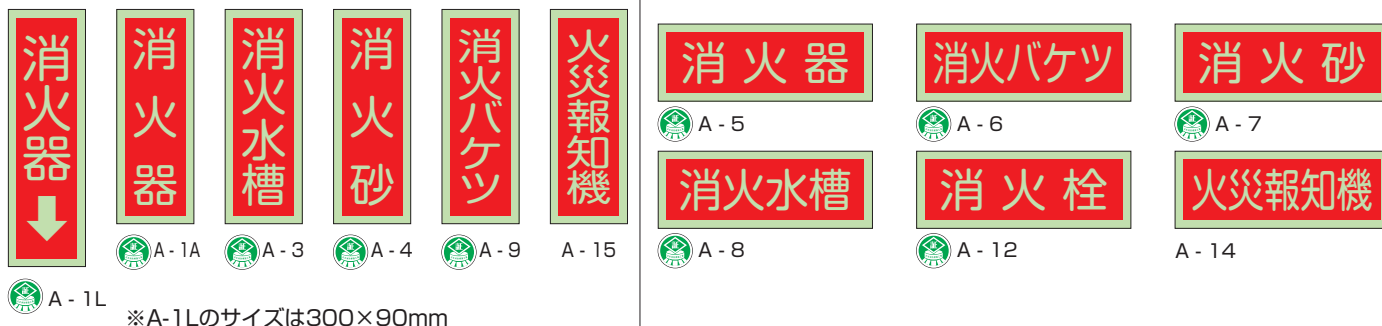 消火器
A - 1L
消火器
A - 1A
消火水槽
A - 3
消火砂
A - 4
消火バケツ
A - 9
火災報知機
A - 15
※A-1Lのサイズは300×90mm
消火器
A - 5
消火バケツ
A - 6
消火砂
A - 7
消火水槽
A - 8
消火栓
A - 12
火災報知機
A - 14